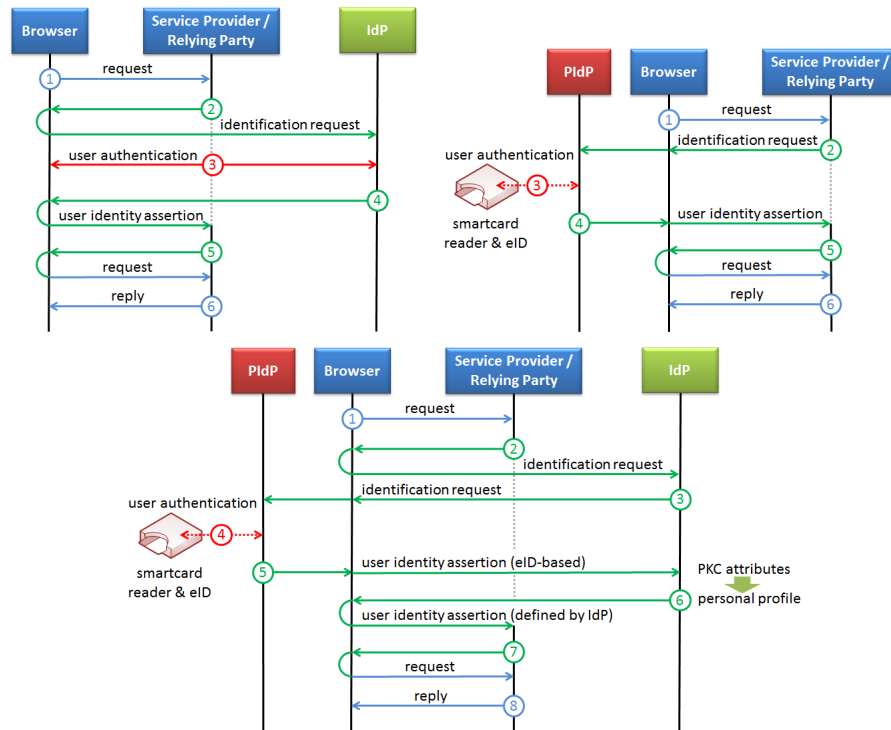 Browser
Service Provider /
Relying Party
IdP
1
request
2
identification request
user authentication
3
4
user identity assertion
5
request
reply
6
PIdP
Browser
Service Provider /
Relying Party
1
request
identification request
2
user authentication
3
smartcard
reader & eID
4
user identity assertion
5
request
reply
6
PIdP
Browser
Service Provider /
Relying Party
IdP
1
request
2
identification request
identification request
3
user authentication
4
smartcard
reader & eID
5
user identity assertion (eID-based)
PKC attributes
6
personal profile
user identity assertion (defined by IdP)
7
request
reply
8